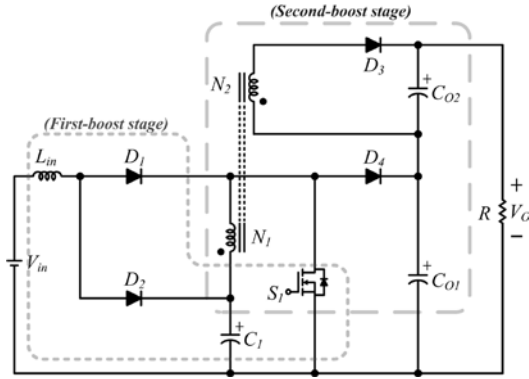 (Second-boost stage)
D3
N2
CO2
(First-boost stage)
Lin
D1
D4
R
VO
N1
Vin
D2
S1
CO1
C1